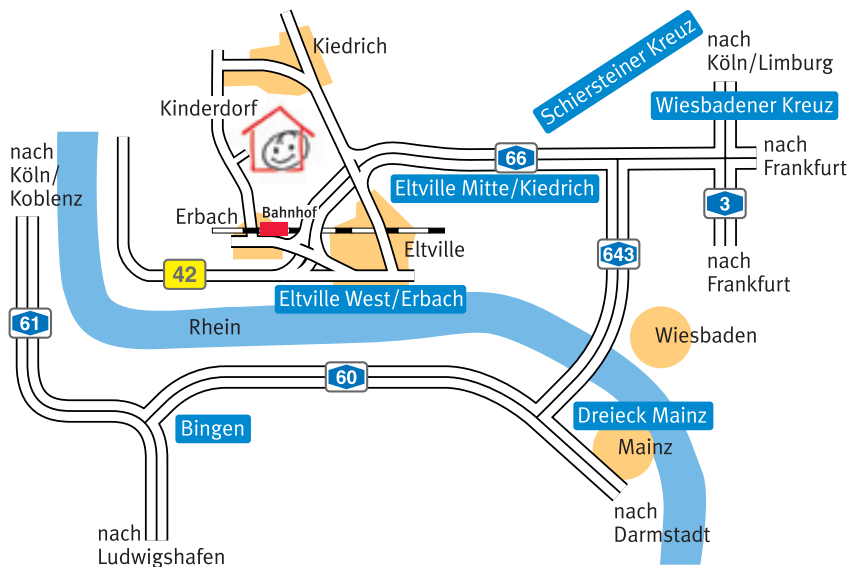 Kiedrich
Schiersteiner Kreuz
nach
Köln/Limburg
Kinderdorf
Wiesbadener Kreuz
nach
Köln/
Koblenz
66
nach
Frankfurt
Eltville Mitte/Kiedrich
3
Erbach
Bahnhof
Eltville
643
nach
Frankfurt
42
Eltville West/Erbach
61
Rhein
Wiesbaden
60
Bingen
Dreieck Mainz
Mainz
nach
Darmstadt
nach
Ludwigshafen